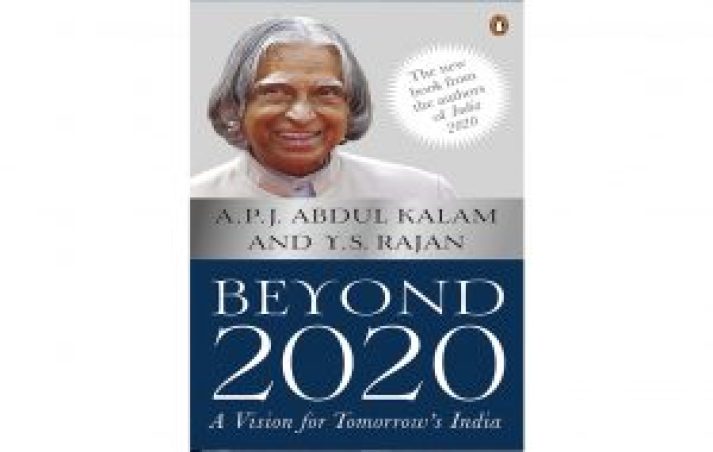 The new
book from
the authors
of India
2020
A.P.J. ABDUL KALAM
AND Y.S. RAJAN
BEYOND
2020
A Vision for Tomorrow's India